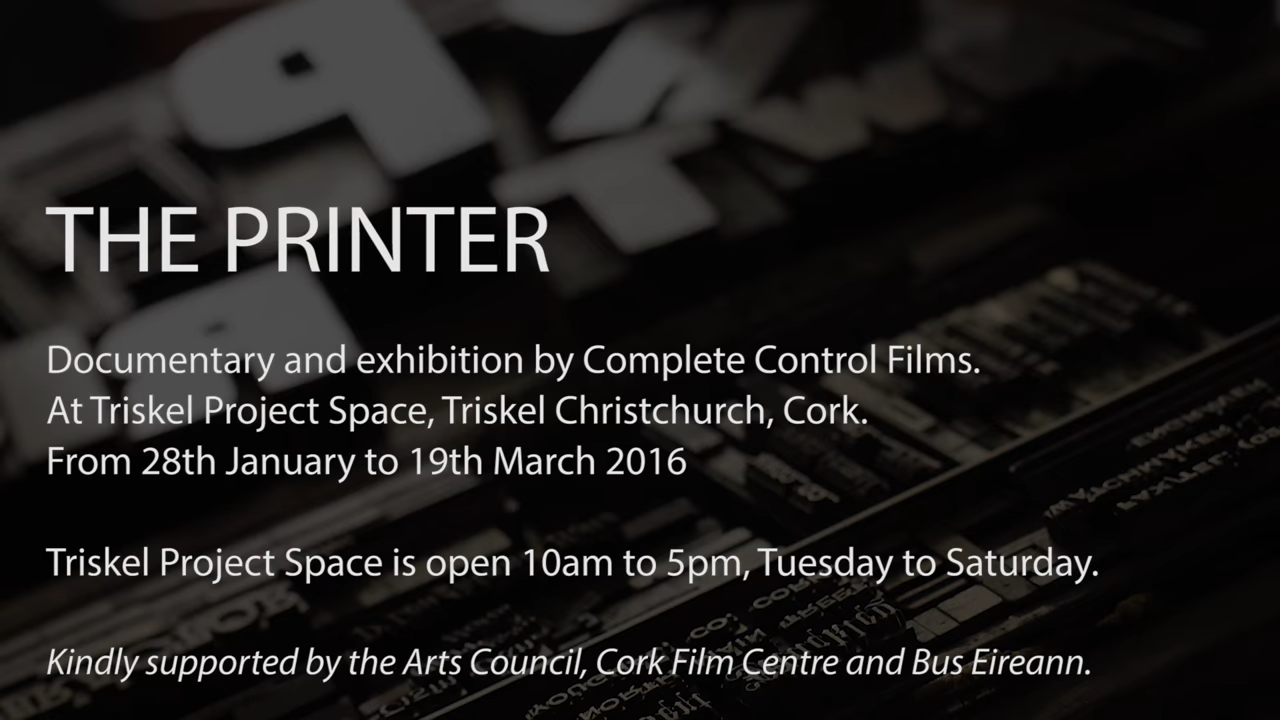 THE PRINTER
Documentary and exhibition by Complete Control Films.
At Triskel Project Space, Triskel Christchurch, Cork.
From 28th January to 19th March 2016
Triskel Project Space is open 10am to 5pm, Tuesday to Saturday.
Kindly supported by the Arts Council, Cork Film Centre and Bus Eireann.